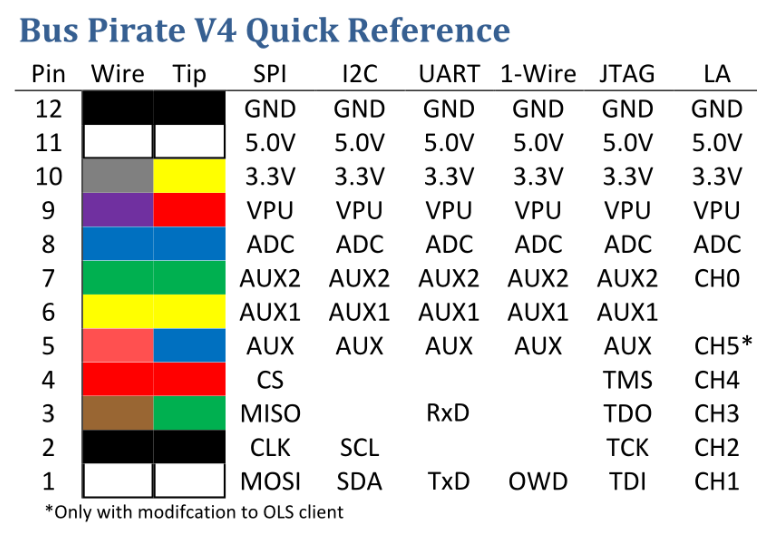 Bus Pirate V4 Quick Reference
Pin Wire Tip SPI I2C UART 1-Wire JTAG LA
12 GND GND GND GND GND GND
11 5.0V 5.0V 5.0V 5.0V 5.0V 5.0V
10 3.3V 3.3V 3.3V 3.3V 3.3V 3.3V
9 VPU VPU VPU VPU VPU VPU
8 ADC ADC ADC ADC ADC ADC
7 AUX2 AUX2 AUX2 AUX2 AUX2 CH0
6 AUX1 AUX1 AUX1 AUX1 AUX1
5 AUX AUX AUX AUX AUX CH5*
4 CS TMS CH4
3 MISO RxD TDO CH3
2 CLK SCL TCK CH2
1 MOSI SDA TxD OWD TDI CH1
*Only with modifcation to OLS client